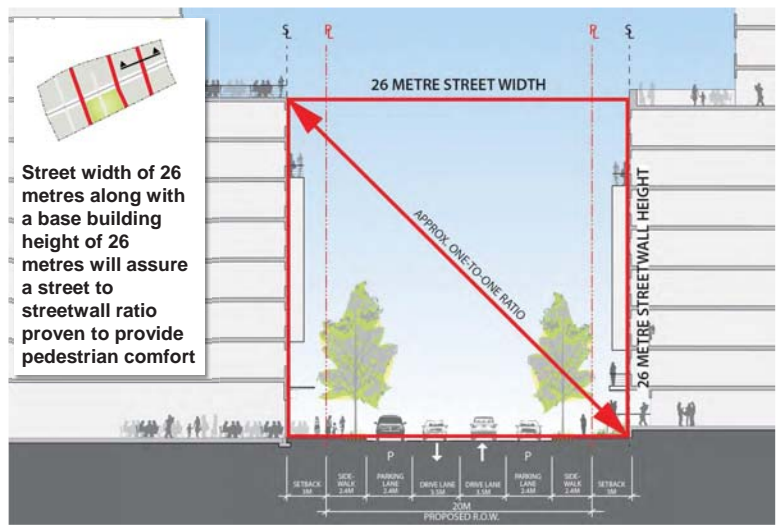 S̵L
P̵L
P̵L
S̵L
26 METRE STREET WIDTH
Street width of 26
metres along with
a base building
height of 26
metres will assure
a street to
streetwall ratio
proven to provide
pedestrian comfort
APPROX. ONE-TO-ONE RATIO
26 METRE STREETWALL HEIGHT
P
P
SETBACK
3M
SIDE-
WALK
2.4M
PARKING
LANE
2.4M
DRIVE LANE
3.5M
DRIVE LANE
3.5M
PARKING
LANE
2.4M
SIDE-
WALK
2.4M
SETBACK
3M
20M
PROPOSED R.O.W.